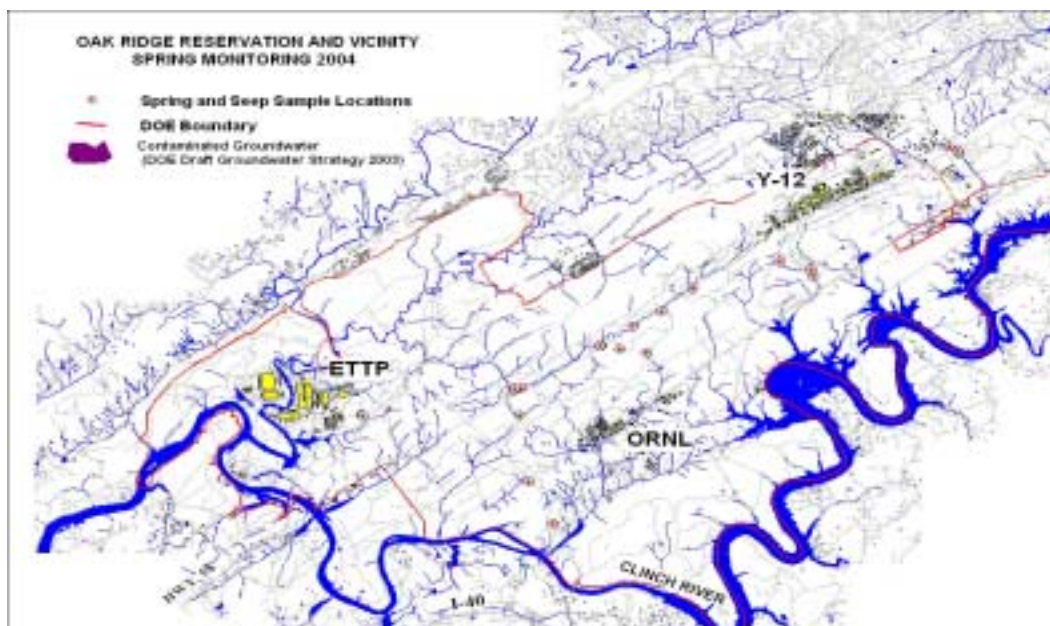 OAK RIDGE RESERVATION AND VICINITY
SPRING MONITORING 2004
Spring and Seep Sample Locations
DOE Boundary
Contaminated Groundwater
(DOE Draft Groundwater Strategy 2003)
Y-12
ETTP
ORNL
CLINCH RIVER
I-40